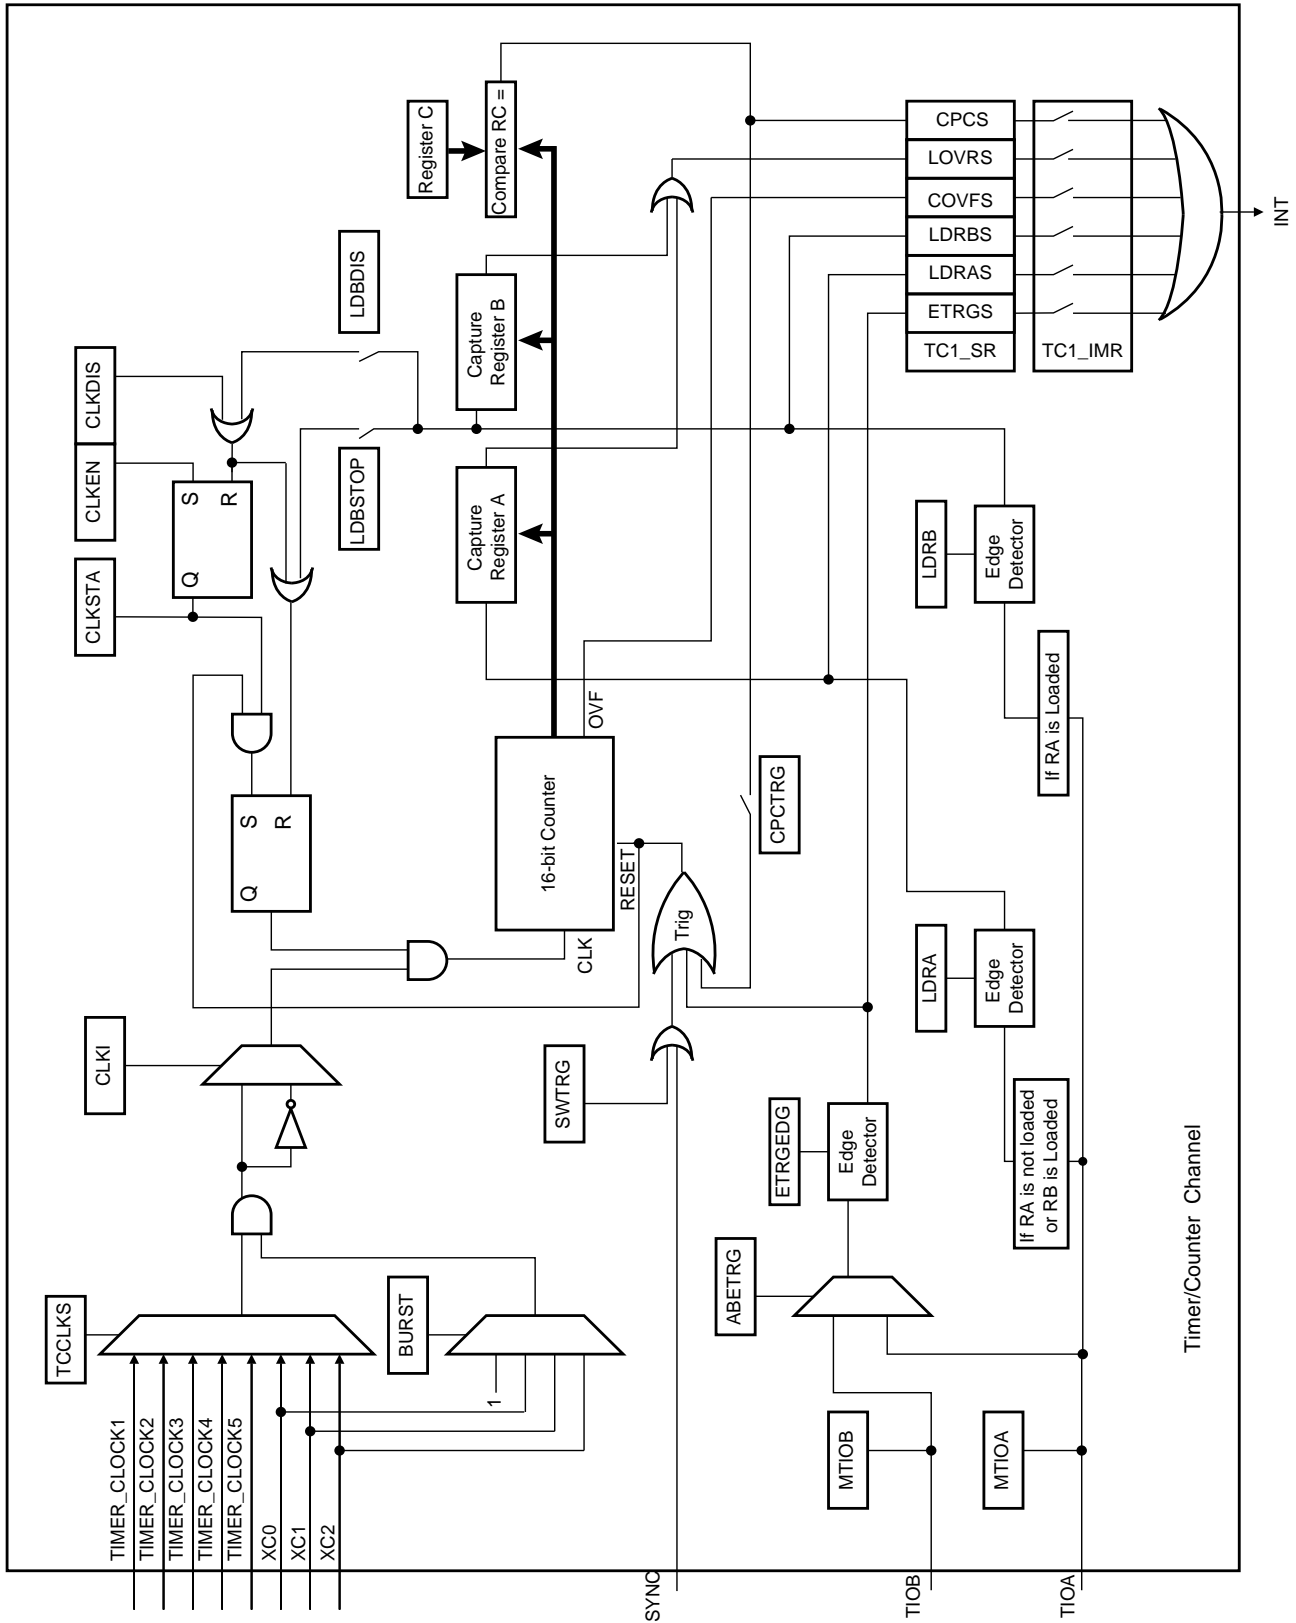 TCCLKS
TIMER_CLOCK1
TIMER_CLOCK2
TIMER_CLOCK3
TIMER_CLOCK4
TIMER_CLOCK5
XC0
XC1
XC2
BURST
1
CLKI
CLKSTA
CLKEN
CLKDIS
Q
S
R
Q
S
R
LDBSTOP
LDBDIS
Register C
Capture
Register A
Capture
Register B
Compare RC =
16-bit Counter
CLK
OVF
RESET
SWTRG
Trig
CPCTRG
SYNC
ABETRG
ETRGEDG
Edge
Detector
MTIOB
TIOB
MTIOA
TIOA
LDRA
Edge
Detector
If RA is not loaded
or RB is Loaded
LDRB
Edge
Detector
If RA is Loaded
CPCS
LOVRS
COVFS
LDRBS
LDRAS
ETRGS
TC1_SR
TC1_IMR
INT
Timer/Counter Channel